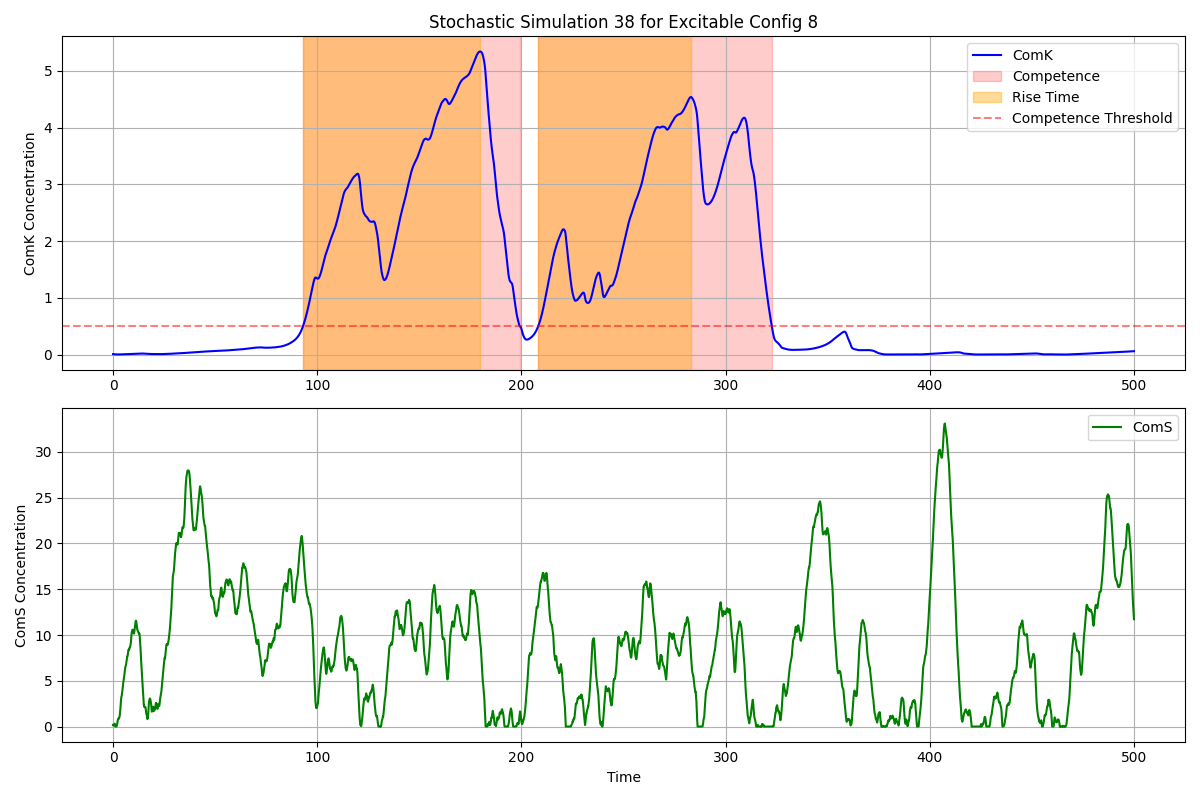 Stochastic Simulation 38 for Excitable Config 8
ComK Concentration
5
4
3
2
1
0
ComK
Competence
Rise Time
Competence Threshold
0
100
200
300
400
500
ComS Concentration
30
25
20
15
10
5
0
ComS
0
100
200
300
400
500
Time